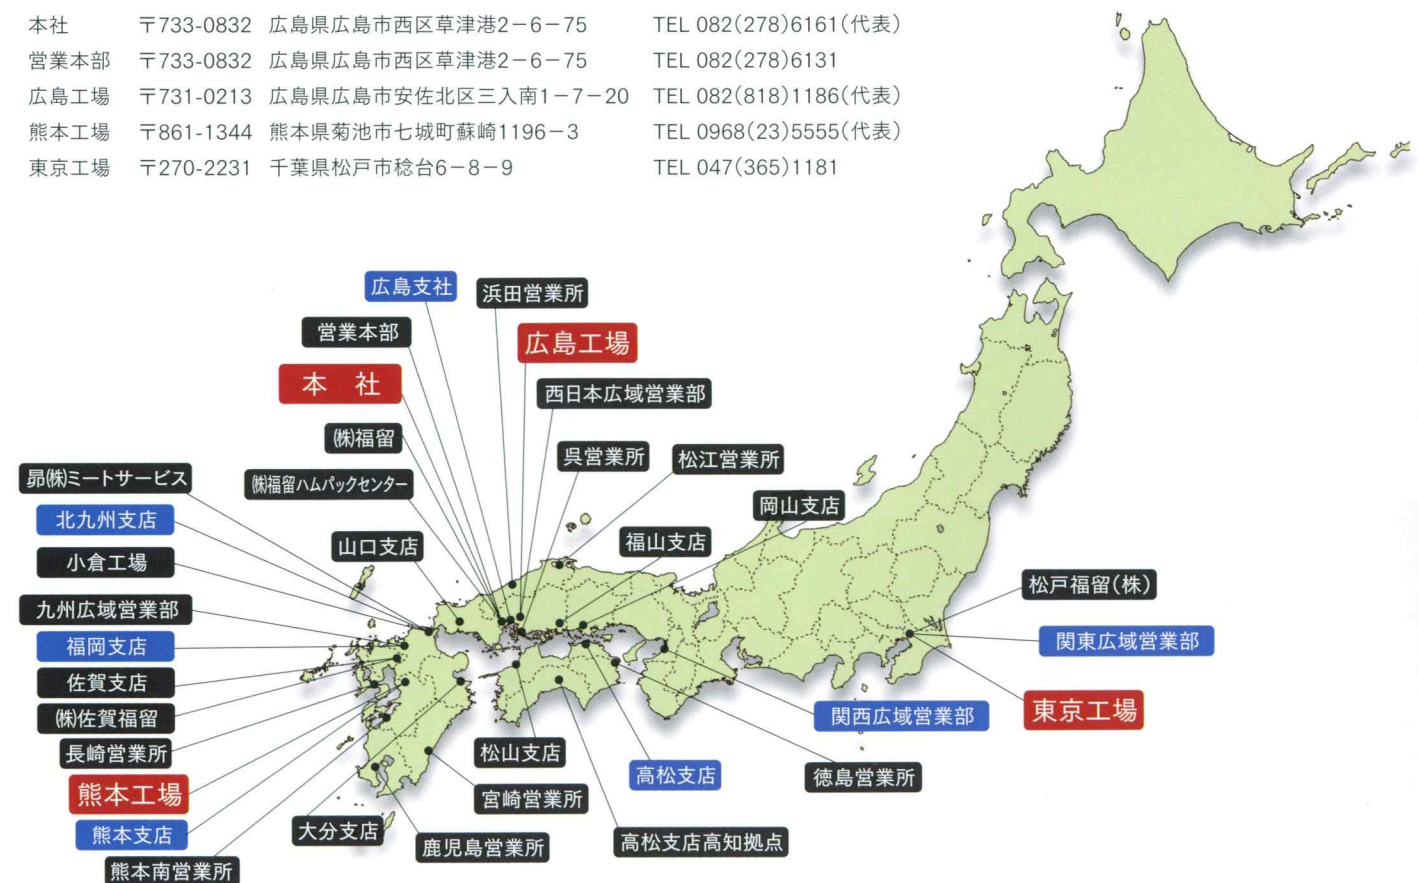 本社 〒733-0832 広島県広島市西区草津港2−6−75 TEL 082(278)6161(代表)
営業本部 〒733-0832 広島県広島市西区草津港2−6−75 TEL 082(278)6131
広島工場 〒731-0213 広島県広島市安佐北区三入南1−7−20 TEL 082(818)1186(代表)
熊本工場 〒861-1344 熊本県菊池市七城町蘇崎1196−3 TEL 0968(23)5555(代表)
東京工場 〒270-2231 千葉県松戸市稔台6−8−9 TEL 047(365)1181
広島支社
浜田営業所
営業本部
広島工場
本 社
西日本広域営業部
㈱福留
呉営業所
松江営業所
昴㈱ミートサービス
㈱福留ハムパックセンター
岡山支店
北九州支店
山口支店
福山支店
小倉工場
松戸福留(株)
九州広域営業部
福岡支店
関東広域営業部
佐賀支店
㈱佐賀福留
関西広域営業部
東京工場
長崎営業所
松山支店
高松支店
徳島営業所
熊本工場
宮崎営業所
熊本支店
大分支店
鹿児島営業所
高松支店高知拠点
熊本南営業所